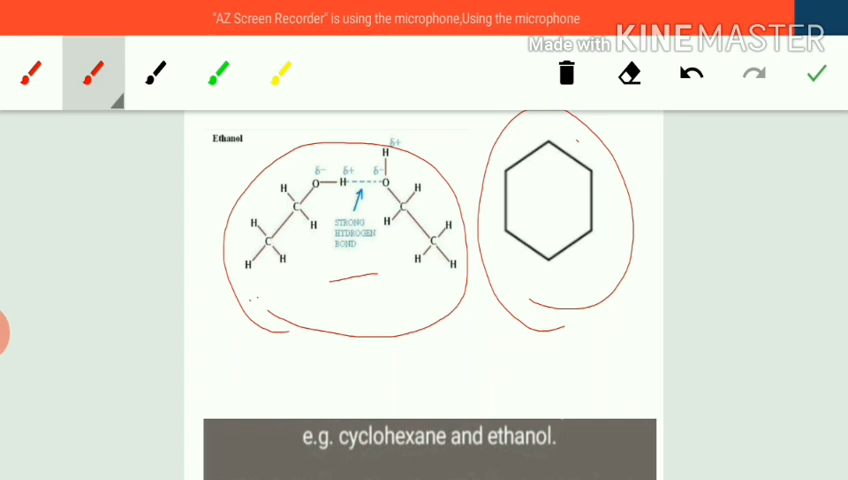 "AZ Screen Recorder" is using the microphone,Using the microphone
Made with KINEMASTER
Ethanol
δ+
H
δ− δ+ δ−
O H O
H H
C C
H H
STRONG
HYDROGEN
BOND
H H
C C
H H H H
e.g. cyclohexane and ethanol.